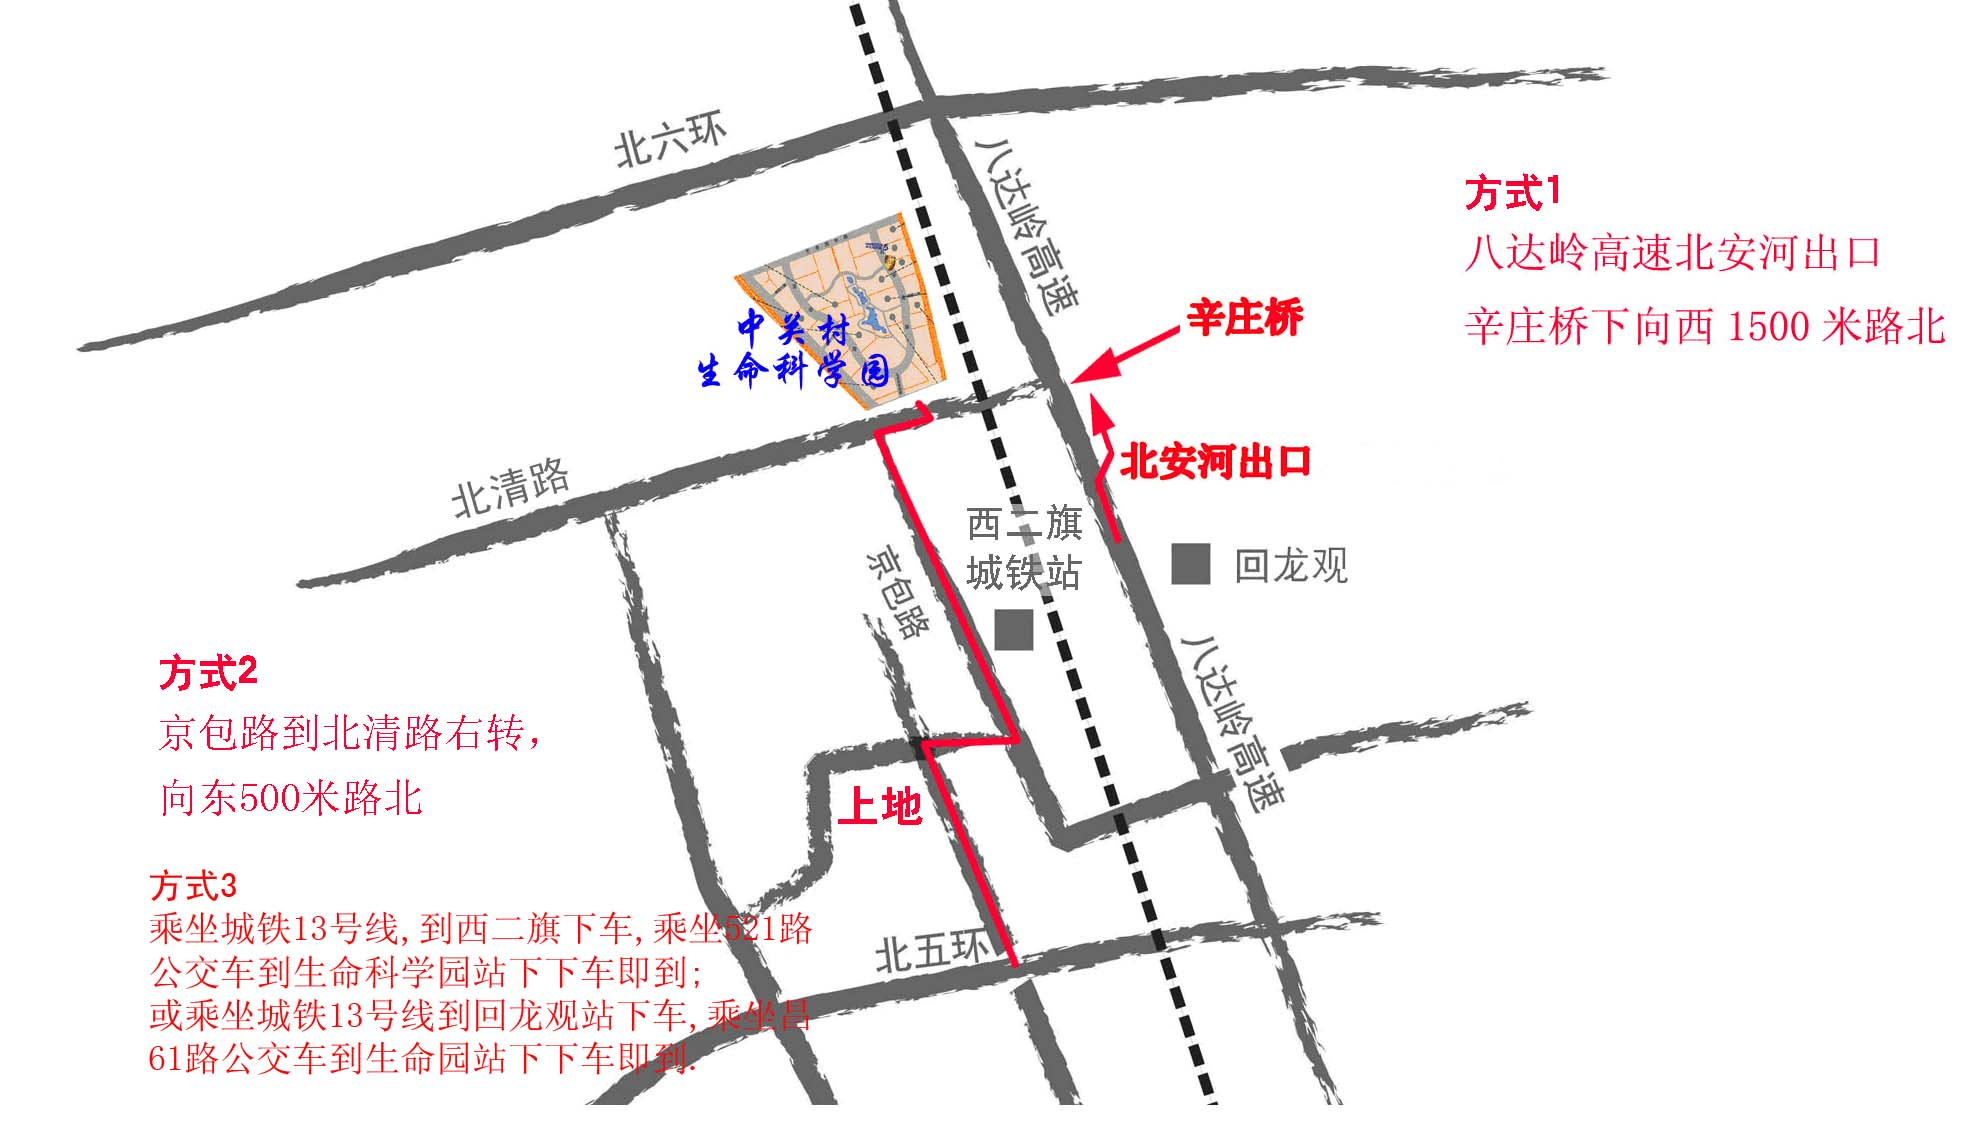 北六环
八达岭高速
方式1
八达岭高速北安河出口
辛庄桥下向西1500米路北
辛庄桥
中关村
生命科学园
北安河出口
北清路
西二旗
城铁站
回龙观
京包路
八达岭高速
方式2
京包路到北清路右转，
向东500米路北
上地
方式3
乘坐城铁13号线,到西二旗下车,乘坐521路
公交车到生命科学园站下下车即到;
或乘坐城铁13号线到回龙观站下车,乘坐昌
61路公交车到生命园站下下车即到.
北五环